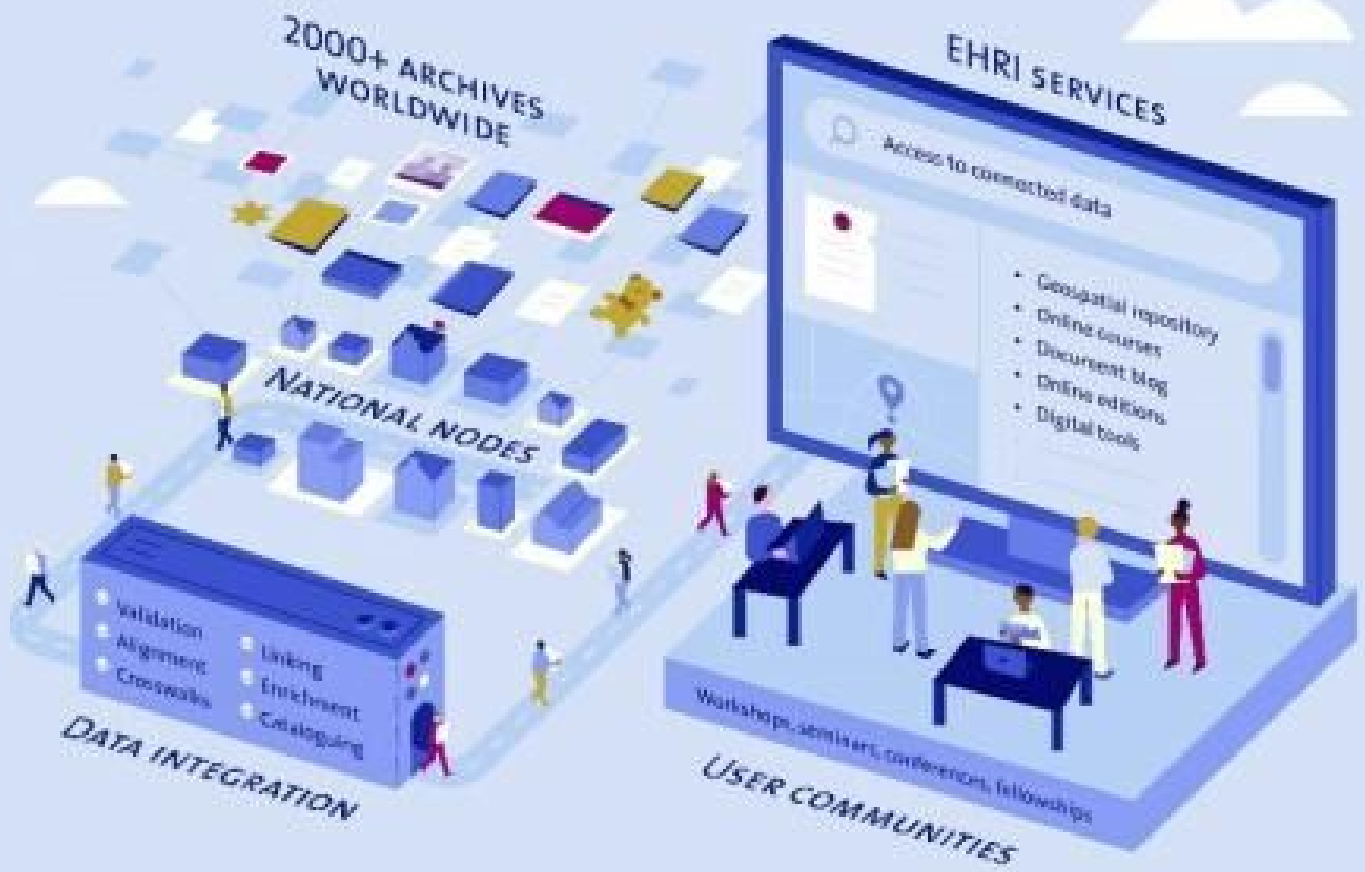 2000+ ARCHIVES
WORLDWIDE
NATIONAL NODES
Validation
Alignment
Crosswalks
Linking
Enrichment
Cataloguing
DATA INTEGRATION
EHRI SERVICES
Access to connected data
• Geospatial repository
• Online courses
• Document blog
• Online editions
• Digital tools
Workshops, seminars, conferences, fellowships
USER COMMUNITIES